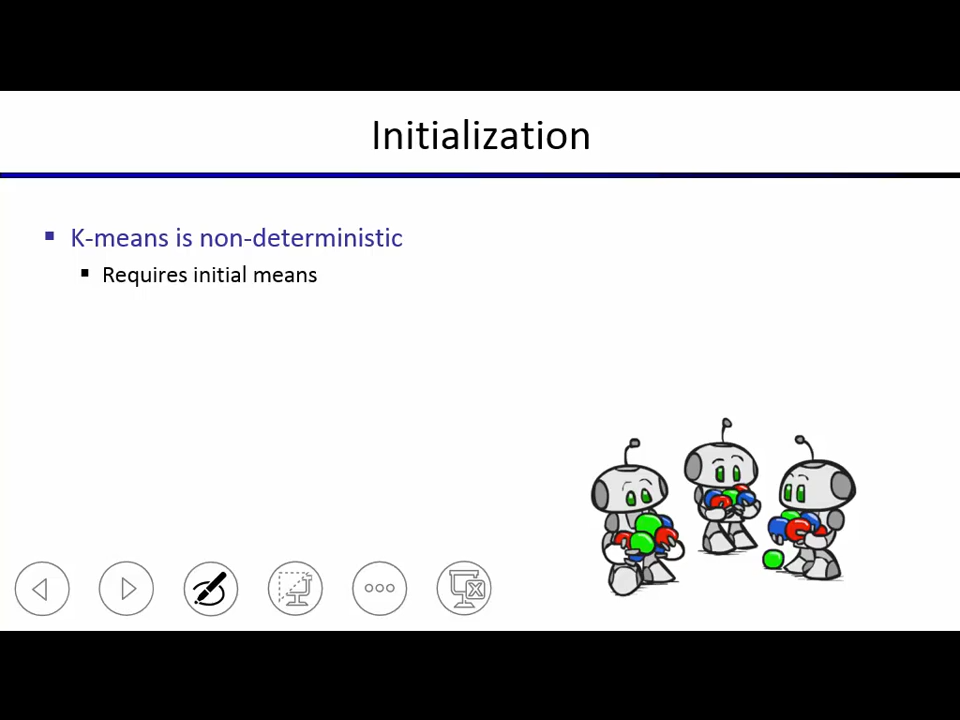 Initialization
K-means is non-deterministic
Requires initial means